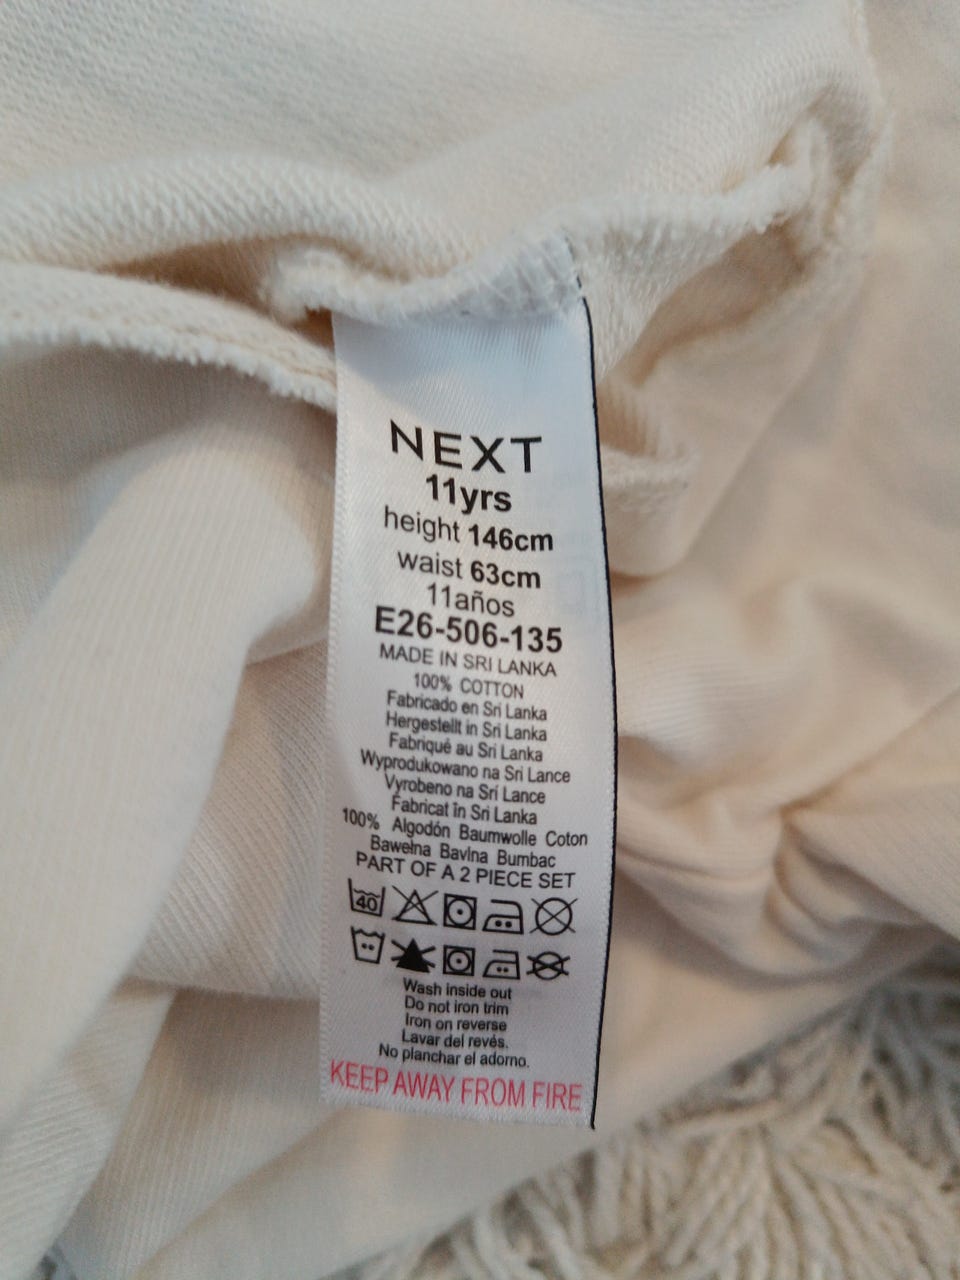 NEXT
11yrs
height 146cm
waist 63cm
11años
E26-506-135
MADE IN SRI LANKA
100% COTTON
Fabricado en Sri Lanka
Hergestellt in Sri Lanka
Fabriqué au Sri Lanka
Wyprodukowano na Sri Lance
Vyrobeno na Srí Lance
Fabricat în Sri Lanka
100% Algodón Baumwolle Coton
Bawełna Bavlna Bumbac
PART OF A 2 PIECE SET
40
Wash inside out
Do not iron trim
Iron on reverse
Lavar del revés.
No planchar el adorno.
KEEP AWAY FROM FIRE